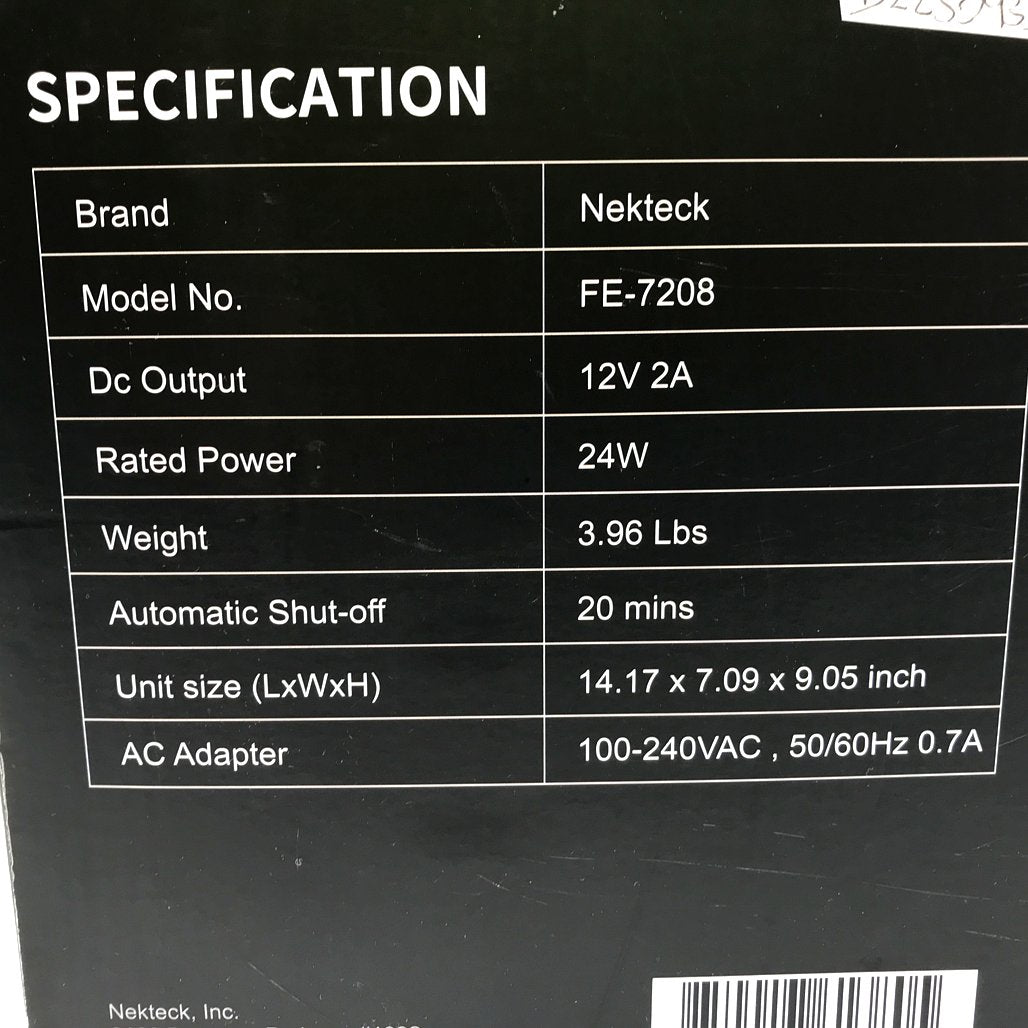 SPECIFICATION
Brand Nekteck
Model No. FE-7208
Dc Output 12V 2A
Rated Power 24W
Weight 3.96 Lbs
Automatic Shut-off 20 mins
Unit size (LxWxH) 14.17 x 7.09 x 9.05 inch
AC Adapter 100-240VAC , 50/60Hz 0.7A
Nekteck, Inc.